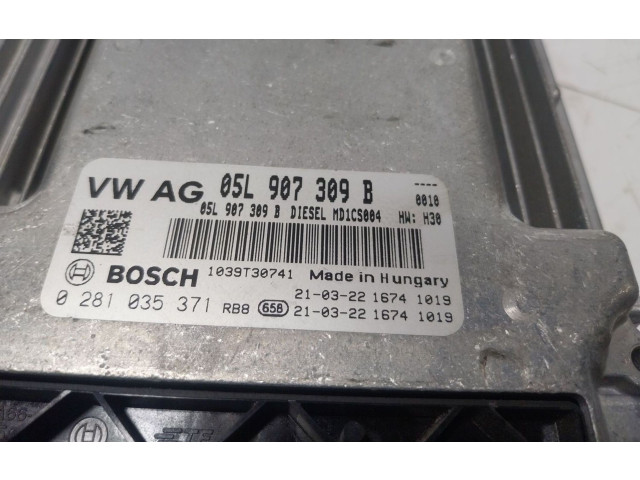 VW AG 05L 907 309 B ----
05L 907 309 B DIESEL MD1CS004 0010
HW: H30
BOSCH 1039T30741 Made in Hungary
0 281 035 371 RB8 658 21-03-22 1674 1019
21-03-22 1674 1019